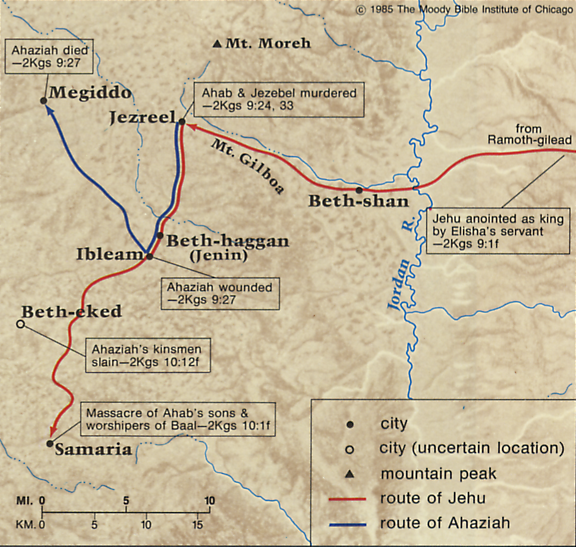 © 1985 The Moody Bible Institute of Chicago
Ahaziah died
—2Kgs 9:27
Mt. Moreh
Megiddo
Ahab & Jezebel murdered
—2Kgs 9:24, 33
Jezreel
from
Ramoth-gilead
Mt. Gilboa
Beth-shan
Jehu anointed as king
by Elisha's servant
—2Kgs 9:1f
Jordan R.
Beth-haggan
(Jenin)
Ibleam
Ahaziah wounded
—2Kgs 9:27
Beth-eked
Ahaziah's kinsmen
slain—2Kgs 10:12f
Massacre of Ahab's sons &
worshipers of Baal—2Kgs 10:1f
Samaria
city
city (uncertain location)
mountain peak
route of Jehu
route of Ahaziah
MI. 0 5 10
KM. 0 5 10 15